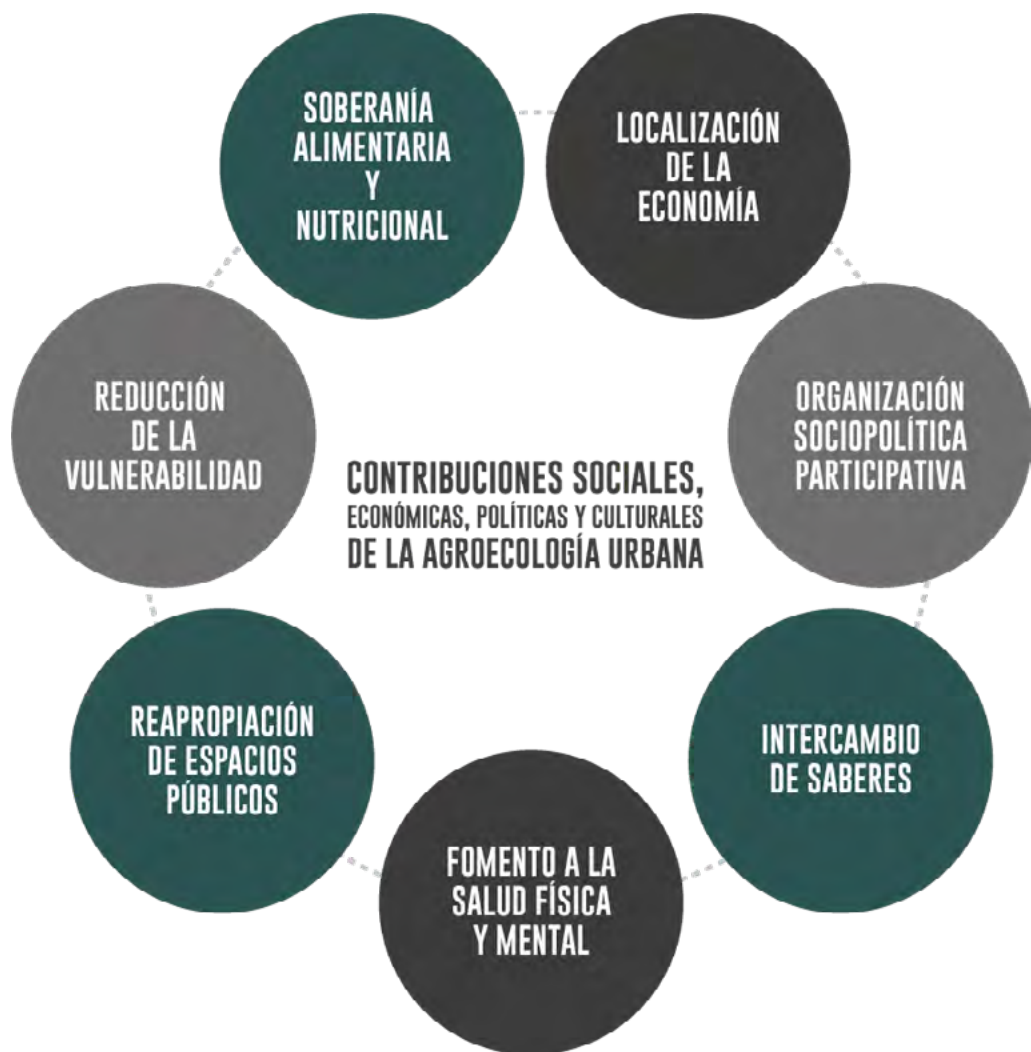 SOBERANÍA
ALIMENTARIA
Y
NUTRICIONAL
LOCALIZACIÓN
DE LA
ECONOMÍA
REDUCCIÓN
DE LA
VULNERABILIDAD
ORGANIZACIÓN
SOCIOPOLÍTICA
PARTICIPATIVA
CONTRIBUCIONES SOCIALES,
ECONÓMICAS, POLÍTICAS Y CULTURALES
DE LA AGROECOLOGÍA URBANA
REAPROPIACIÓN
DE ESPACIOS
PÚBLICOS
INTERCAMBIO
DE SABERES
FOMENTO A LA
SALUD FÍSICA
Y MENTAL